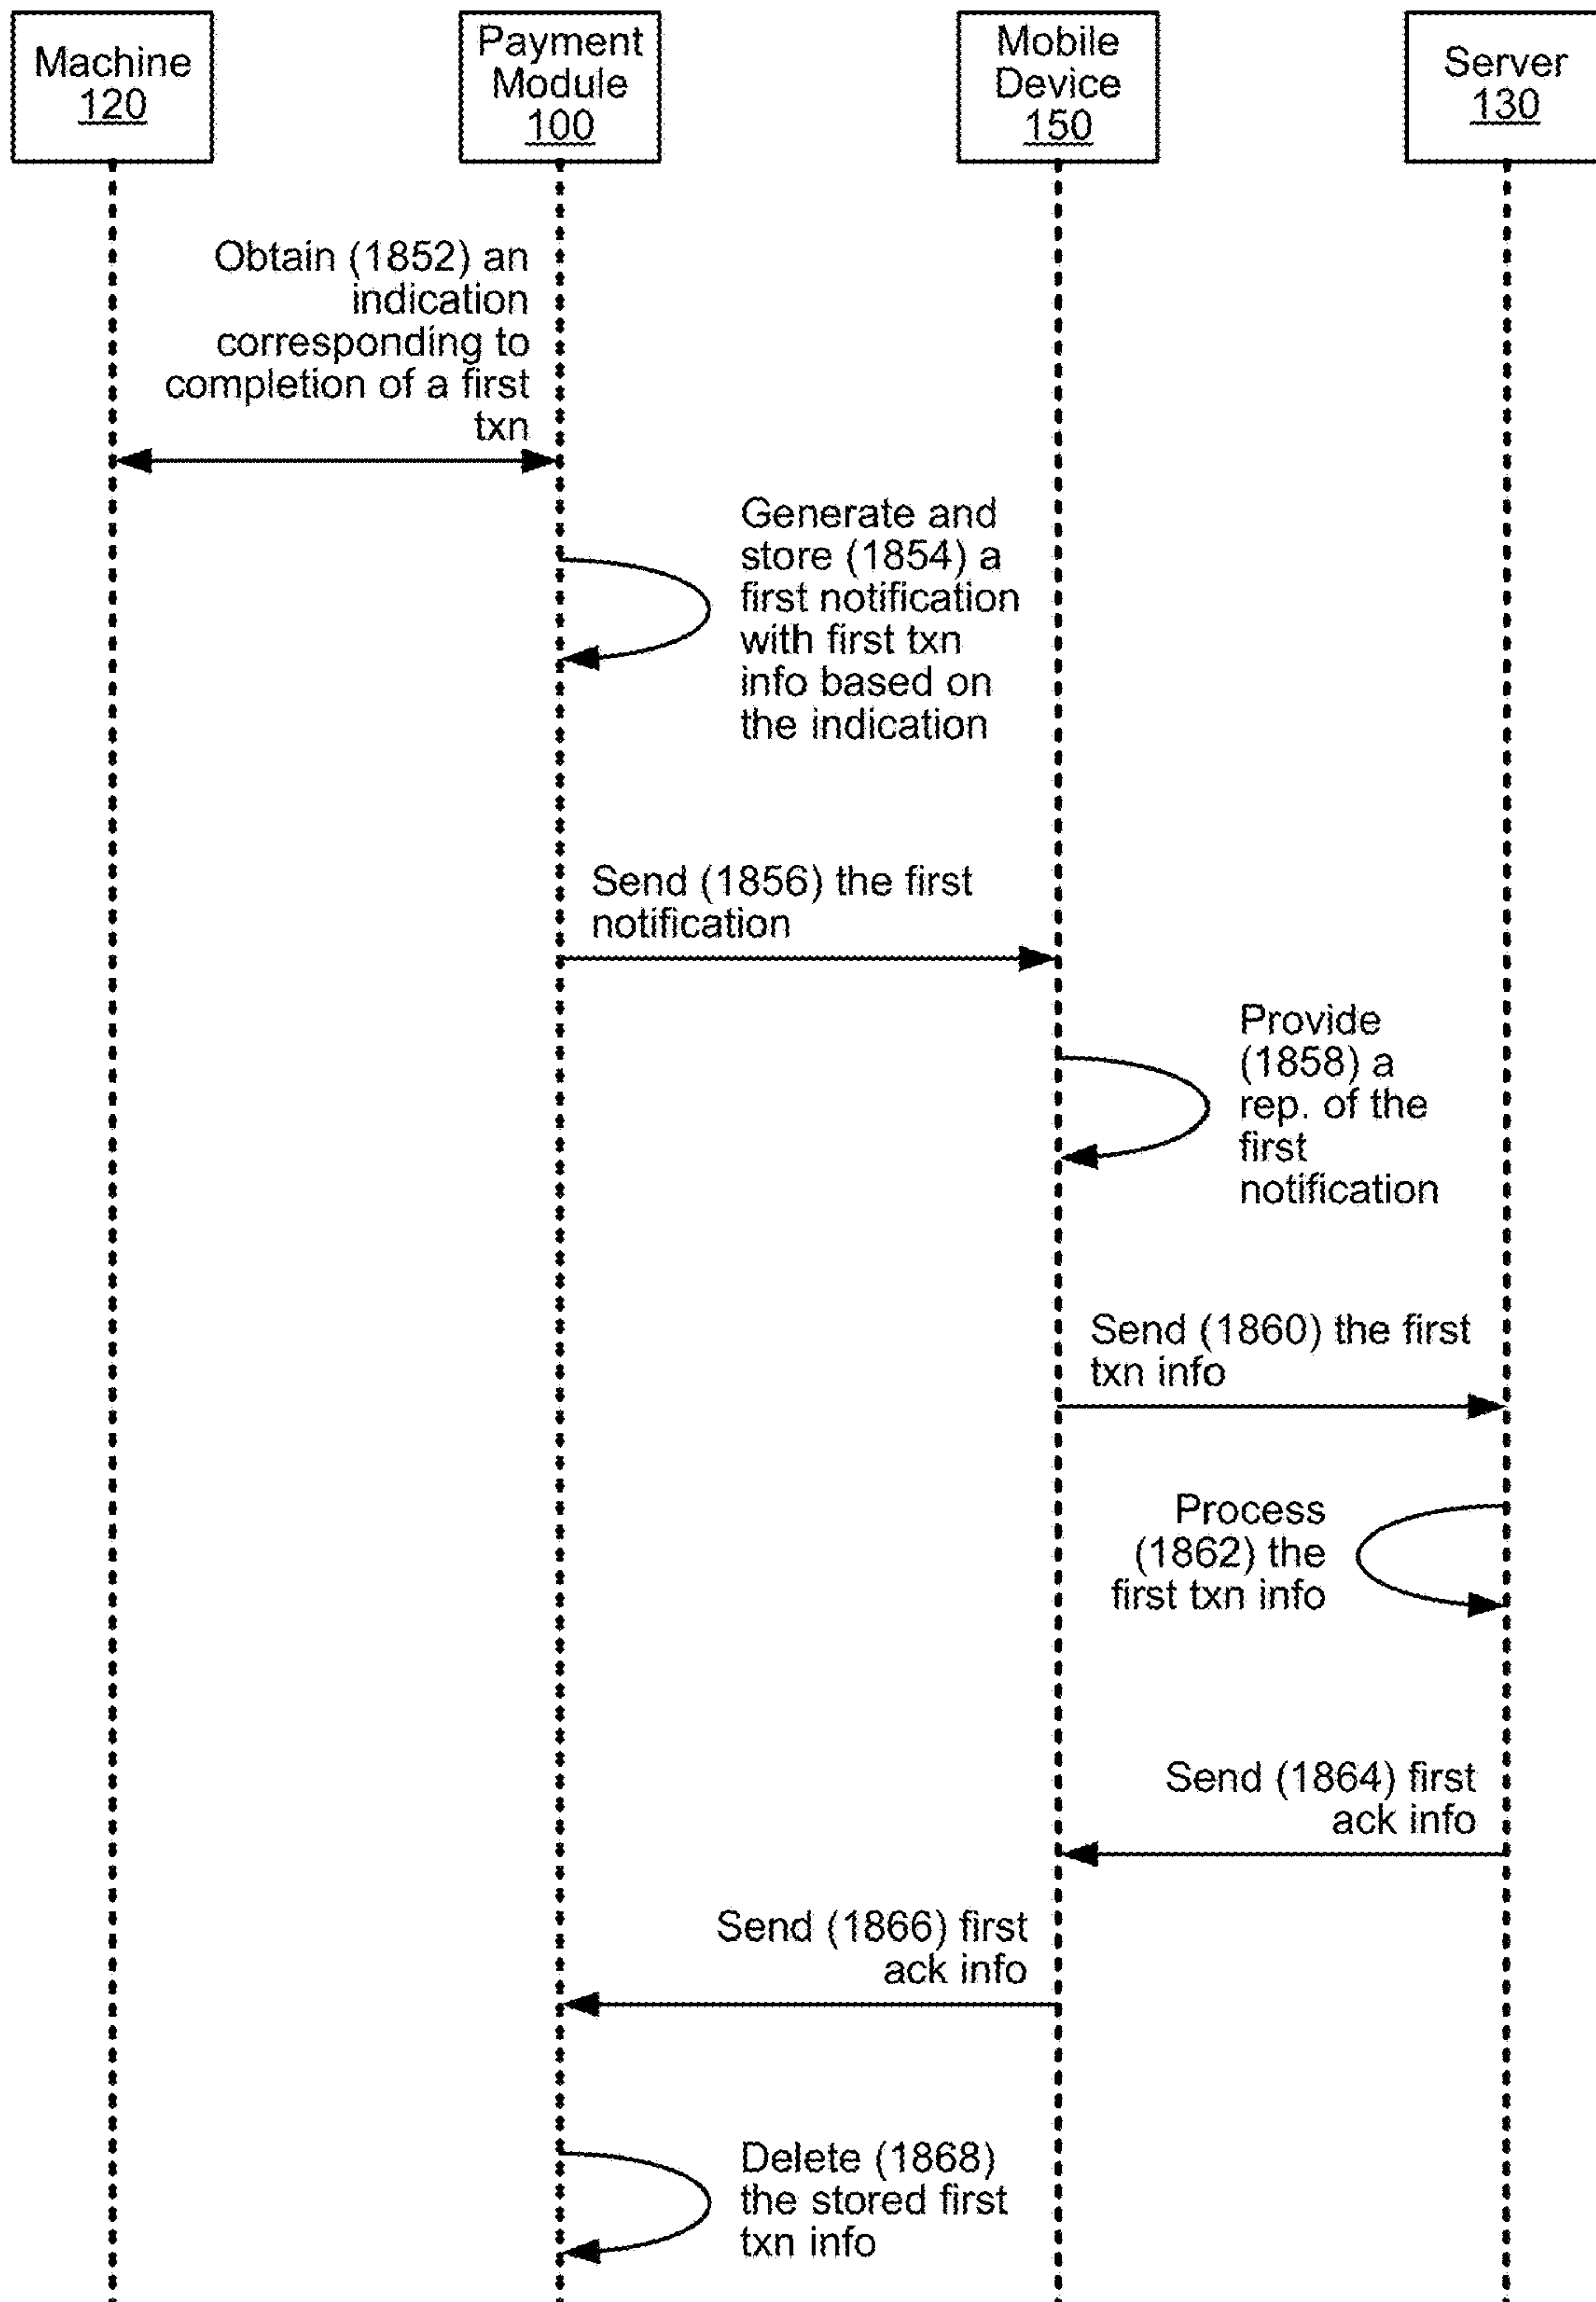 Machine
120
Payment
Module
100
Mobile
Device
150
Server
130
Obtain (1852) an
indication
corresponding to
completion of a first
txn
Generate and
store (1854) a
first notification
with first txn
info based on
the indication
Send (1856) the first
notification
Provide
(1858) a
rep. of the
first
notification
Send (1860) the first
txn info
Process
(1862) the
first txn info
Send (1864) first
ack info
Send (1866) first
ack info
Delete (1868)
the stored first
txn info